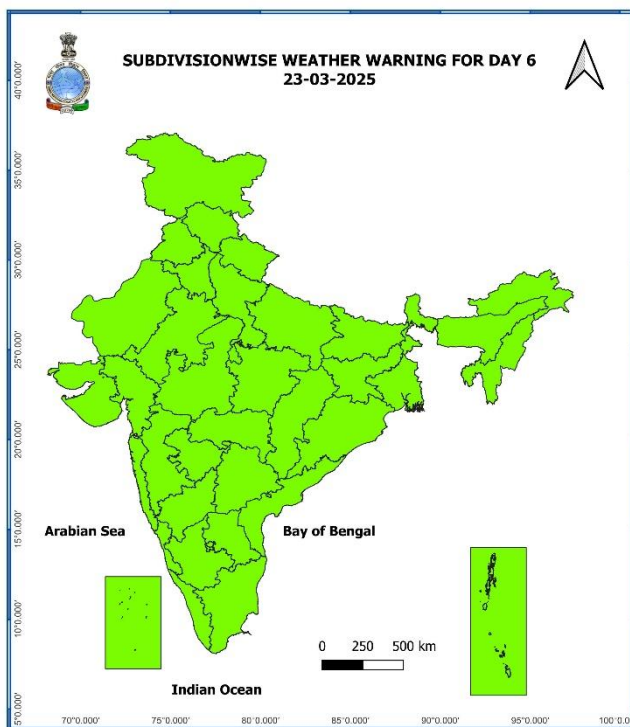 SUBDIVISIONWISE WEATHER WARNING FOR DAY 6
23-03-2025
40°0.000'
35°0.000'
30°0.000'
25°0.000'
20°0.000'
15°0.000'
10°0.000'
5°0.000'
Arabian Sea
Bay of Bengal
0 250 500 km
Indian Ocean
70°0.000' 75°0.000' 80°0.000' 85°0.000' 90°0.000' 95°0.000' 100°0.0